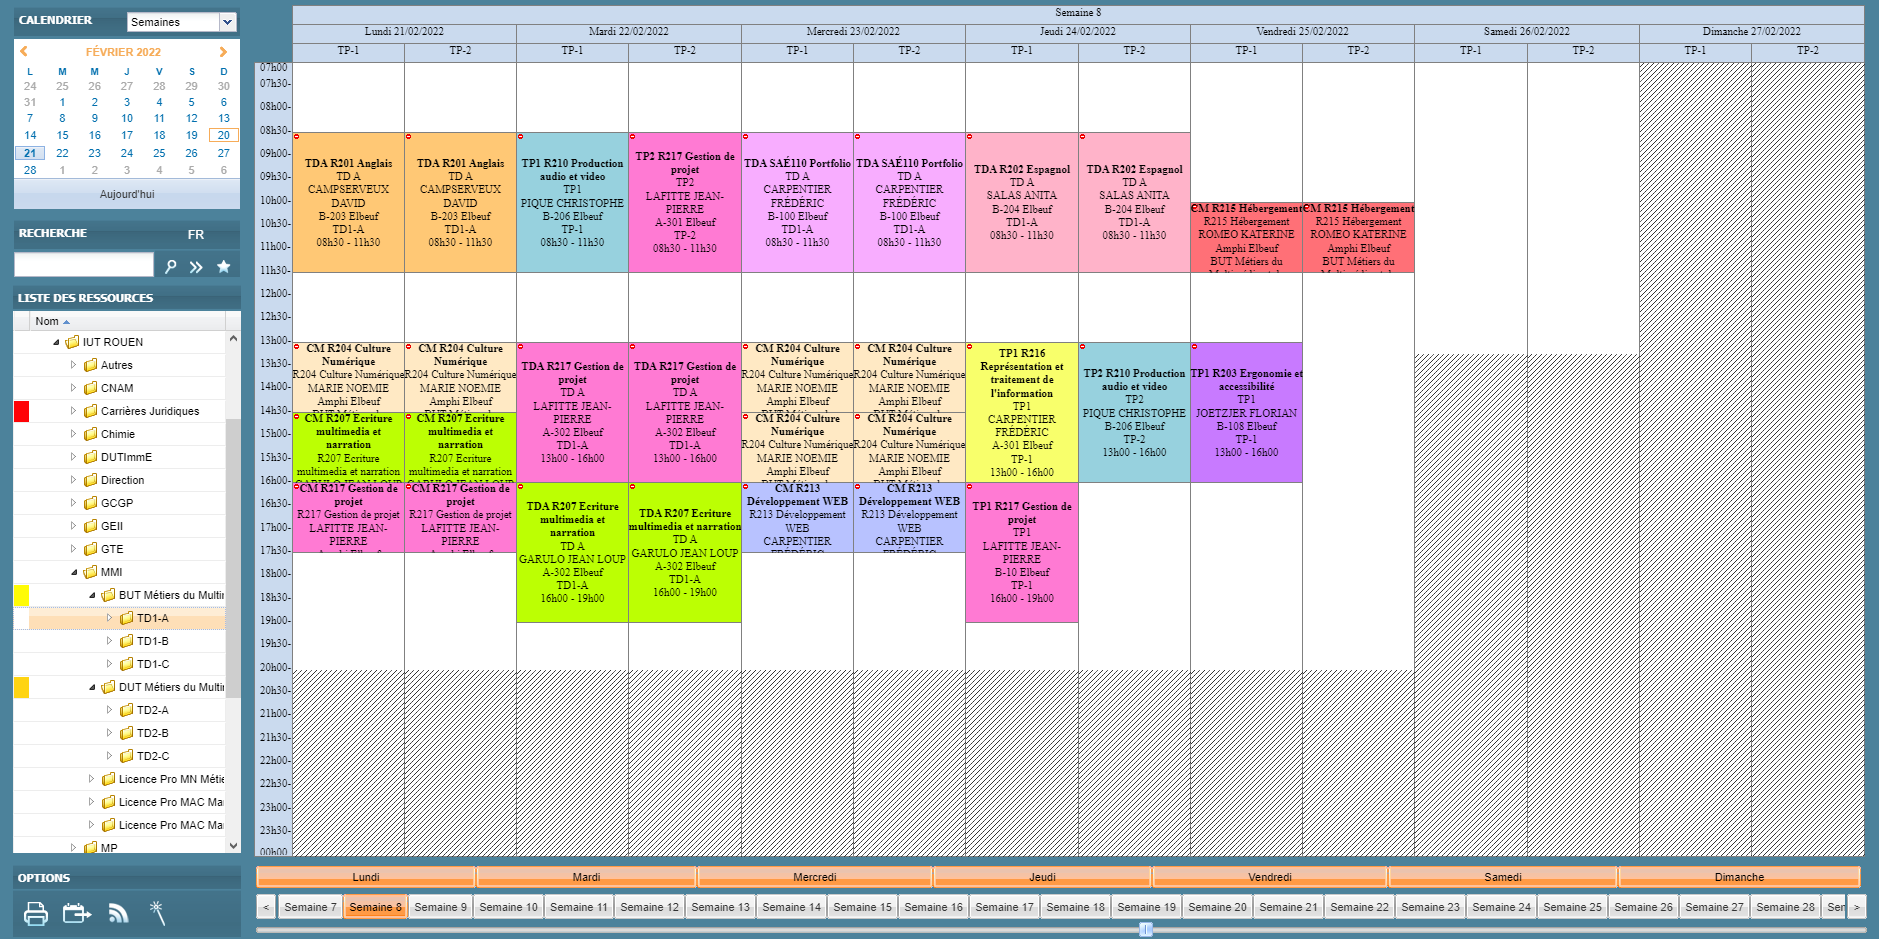 CALENDRIER
Semaines
FÉVRIER 2022
L M M J V S D
24 25 26 27 28 29 30
31 1 2 3 4 5 6
7 8 9 10 11 12 13
14 15 16 17 18 19 20
21 22 23 24 25 26 27
28 1 2 3 4 5 6
Aujourd'hui
RECHERCHE FR
LISTE DES RESSOURCES
Nom
IUT ROUEN
Autres
CNAM
Carrières Juridiques
Chimie
DUTImmE
Direction
GCGP
GEII
GTE
MMI
BUT Métiers du Multi
TD1-A
TD1-B
TD1-C
DUT Métiers du Multi
TD2-A
TD2-B
TD2-C
Licence Pro MN Métie
Licence Pro MAC Ma
Licence Pro MAC Ma
MP
OPTIONS
Semaine 8
Lundi 21/02/2022 Mardi 22/02/2022 Mercredi 23/02/2022 Jeudi 24/02/2022 Vendredi 25/02/2022 Samedi 26/02/2022 Dimanche 27/02/2022
TP-1 TP-2 TP-1 TP-2 TP-1 TP-2 TP-1 TP-2 TP-1 TP-2 TP-1 TP-2 TP-1 TP-2
07h00
07h30-
08h00-
08h30-
09h00-
09h30-
10h00-
10h30-
11h00-
11h30-
12h00-
12h30-
13h00-
13h30-
14h00-
14h30-
15h00-
15h30-
16h00-
16h30-
17h00-
17h30-
18h00-
18h30-
19h00-
19h30-
20h00-
20h30-
21h00-
21h30-
22h00-
22h30-
23h00-
23h30-
00h00
TDA R201 Anglais
TD A
CAMPSERVEUX
DAVID
B-203 Elbeuf
TD1-A
08h30 - 11h30
TDA R201 Anglais
TD A
CAMPSERVEUX
DAVID
B-203 Elbeuf
TD1-A
08h30 - 11h30
TP1 R210 Production
audio et video
TP1
PIQUE CHRISTOPHE
B-206 Elbeuf
TP-1
08h30 - 11h30
TP2 R217 Gestion de
projet
TP2
LAFITTE JEAN-
PIERRE
A-301 Elbeuf
TP-2
08h30 - 11h30
TDA SAÉ110 Portfolio
TD A
CARPENTIER
FRÉDÉRIC
B-100 Elbeuf
TD1-A
08h30 - 11h30
TDA SAÉ110 Portfolio
TD A
CARPENTIER
FRÉDÉRIC
B-100 Elbeuf
TD1-A
08h30 - 11h30
TDA R202 Espagnol
TD A
SALAS ANITA
B-204 Elbeuf
TD1-A
08h30 - 11h30
TDA R202 Espagnol
TD A
SALAS ANITA
B-204 Elbeuf
TD1-A
08h30 - 11h30
CM R215 Hébergement
R215 Hébergement
ROMEO KATERINE
Amphi Elbeuf
BUT Métiers du
CM R215 Hébergement
R215 Hébergement
ROMEO KATERINE
Amphi Elbeuf
BUT Métiers du
CM R204 Culture
Numérique
R204 Culture Numérique
MARIE NOEMIE
Amphi Elbeuf
CM R204 Culture
Numérique
R204 Culture Numérique
MARIE NOEMIE
Amphi Elbeuf
TDA R217 Gestion de
projet
TD A
LAFITTE JEAN-
PIERRE
A-302 Elbeuf
TD1-A
13h00 - 16h00
TDA R217 Gestion de
projet
TD A
LAFITTE JEAN-
PIERRE
A-302 Elbeuf
TD1-A
13h00 - 16h00
CM R204 Culture
Numérique
R204 Culture Numérique
MARIE NOEMIE
Amphi Elbeuf
CM R204 Culture
Numérique
R204 Culture Numérique
MARIE NOEMIE
Amphi Elbeuf
TP1 R216
Représentation et
traitement de
l'information
TP1
CARPENTIER
FRÉDÉRIC
A-301 Elbeuf
TP-1
13h00 - 16h00
TP2 R210 Production
audio et video
TP2
PIQUE CHRISTOPHE
B-206 Elbeuf
TP-2
13h00 - 16h00
TP1 R203 Ergonomie et
accessibilité
TP1
JOETZJER FLORIAN
B-108 Elbeuf
TP-1
13h00 - 16h00
CM R207 Ecriture
multimedia et
narration
R207 Ecriture
multimedia et narration
GARULO JEAN LOUP
CM R207 Ecriture
multimedia et
narration
R207 Ecriture
multimedia et narration
GARULO JEAN LOUP
CM R204 Culture
Numérique
R204 Culture Numérique
MARIE NOEMIE
Amphi Elbeuf
CM R204 Culture
Numérique
R204 Culture Numérique
MARIE NOEMIE
Amphi Elbeuf
CM R217 Gestion de
projet
R217 Gestion de projet
LAFITTE JEAN-
PIERRE
Amphi Elbeuf
CM R217 Gestion de
projet
R217 Gestion de projet
LAFITTE JEAN-
PIERRE
Amphi Elbeuf
TDA R207 Ecriture
multimedia et
narration
TD A
GARULO JEAN LOUP
A-302 Elbeuf
TD1-A
16h00 - 19h00
TDA R207 Ecriture
multimedia et narration
TD A
GARULO JEAN LOUP
A-302 Elbeuf
TD1-A
16h00 - 19h00
CM R213
Développement WEB
R213 Développement
WEB
CARPENTIER
FRÉDÉRIC
CM R213
Développement WEB
R213 Développement
WEB
CARPENTIER
FRÉDÉRIC
TP1 R217 Gestion de
projet
TP1
LAFITTE JEAN-
PIERRE
B-10 Elbeuf
TP-1
16h00 - 19h00
Lundi Mardi Mercredi Jeudi Vendredi Samedi Dimanche
< Semaine 7 Semaine 8 Semaine 9 Semaine 10 Semaine 11 Semaine 12 Semaine 13 Semaine 14 Semaine 15 Semaine 16 Semaine 17 Semaine 18 Semaine 19 Semaine 20 Semaine 21 Semaine 22 Semaine 23 Semaine 24 Semaine 25 Semaine 26 Semaine 27 Semaine 28 Sem >